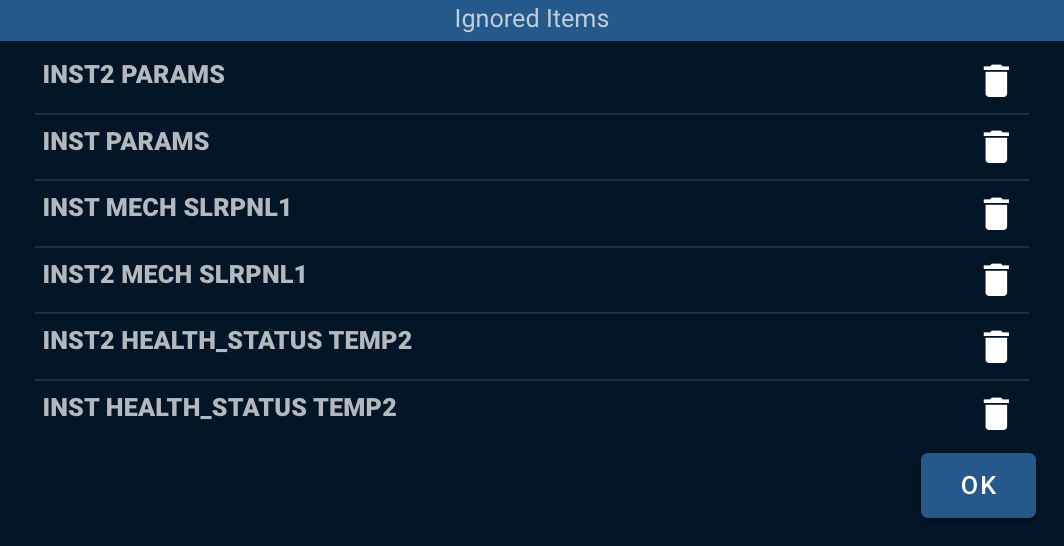 Ignored Items
INST2 PARAMS
INST PARAMS
INST MECH SLRPNL1
INST2 MECH SLRPNL1
INST2 HEALTH_STATUS TEMP2
INST HEALTH_STATUS TEMP2
OK